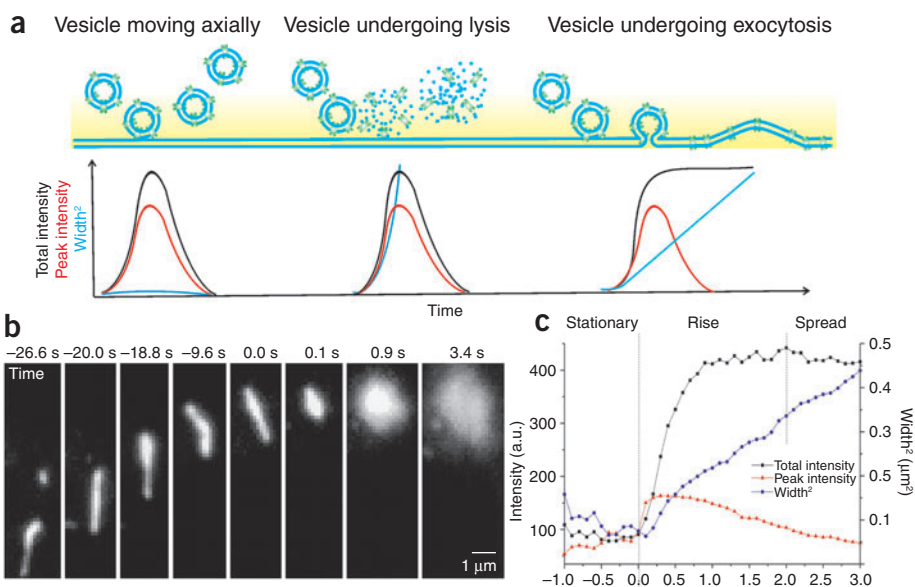 a
Vesicle moving axially Vesicle undergoing lysis Vesicle undergoing exocytosis
Total intensity
Peak intensity
Width²
Time
b
–26.6 s –20.0 s –18.8 s –9.6 s 0.0 s 0.1 s 0.9 s 3.4 s
Time
1 µm
c
Stationary Rise Spread
Intensity (a.u.)
400
300
200
100
0.5
0.4
0.3
0.5
0.1
Width² (µm²)
Total intensity
Peak intensity
Width²
–1.0 –0.5 0.0 0.5 1.0 1.5 2.0 2.5 3.0